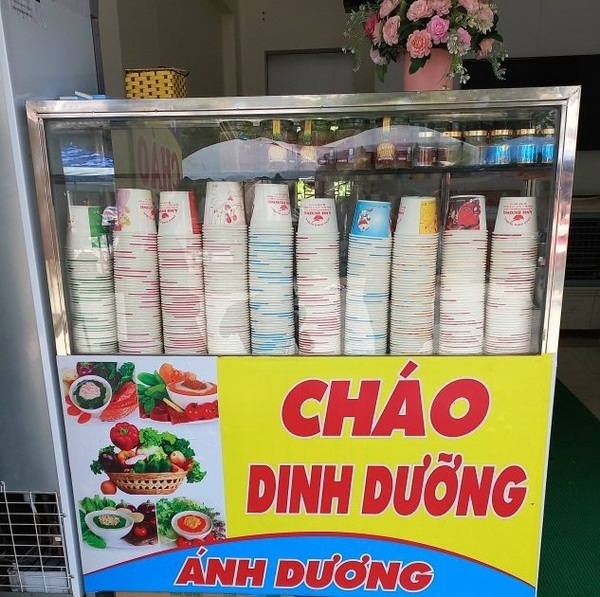 CHÁO
DINH DƯỠNG
ÁNH DƯƠNG